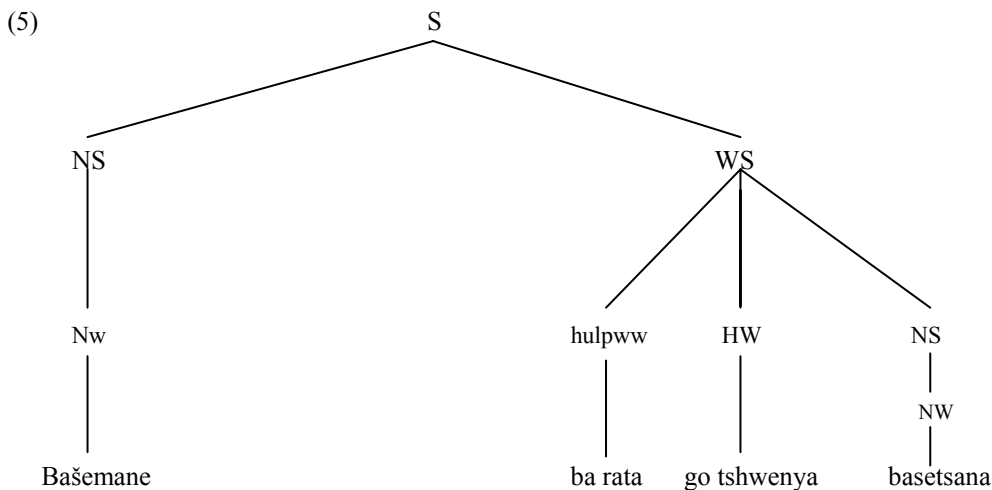 (5)
S
NS WS
Nw hulpww HW NS
NW
Bašemane ba rata go tshwenya basetsana